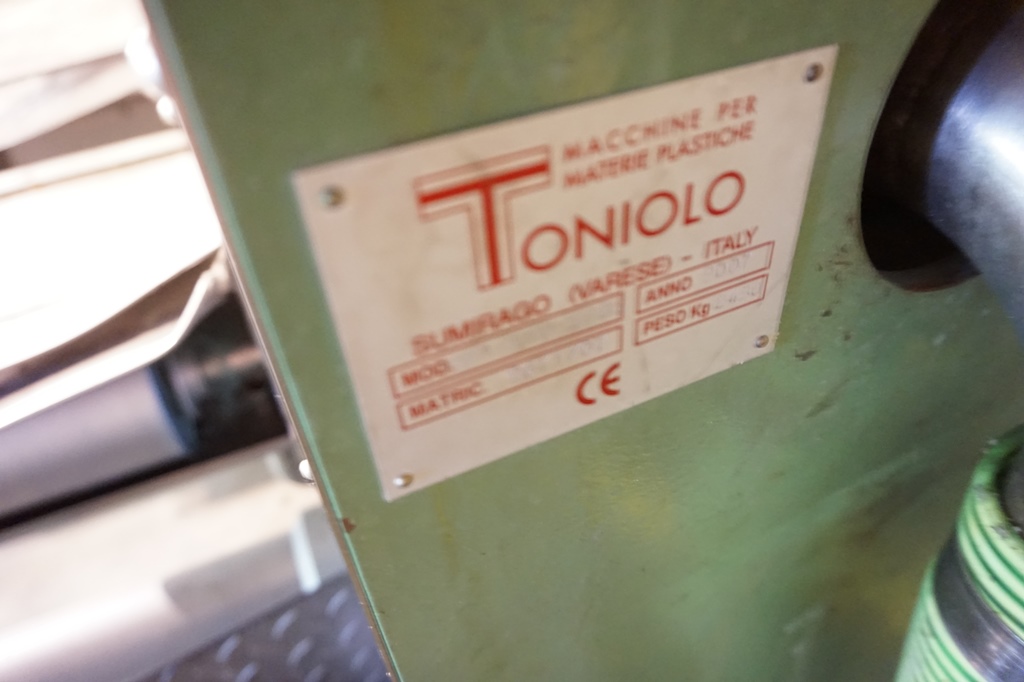 MACCHINE PER
MATERIE PLASTICHE
TONIOLO
SUMIRAGO (VARESE) - ITALY
MOD.
ANNO
MATRIC.
PESO Kg
CE